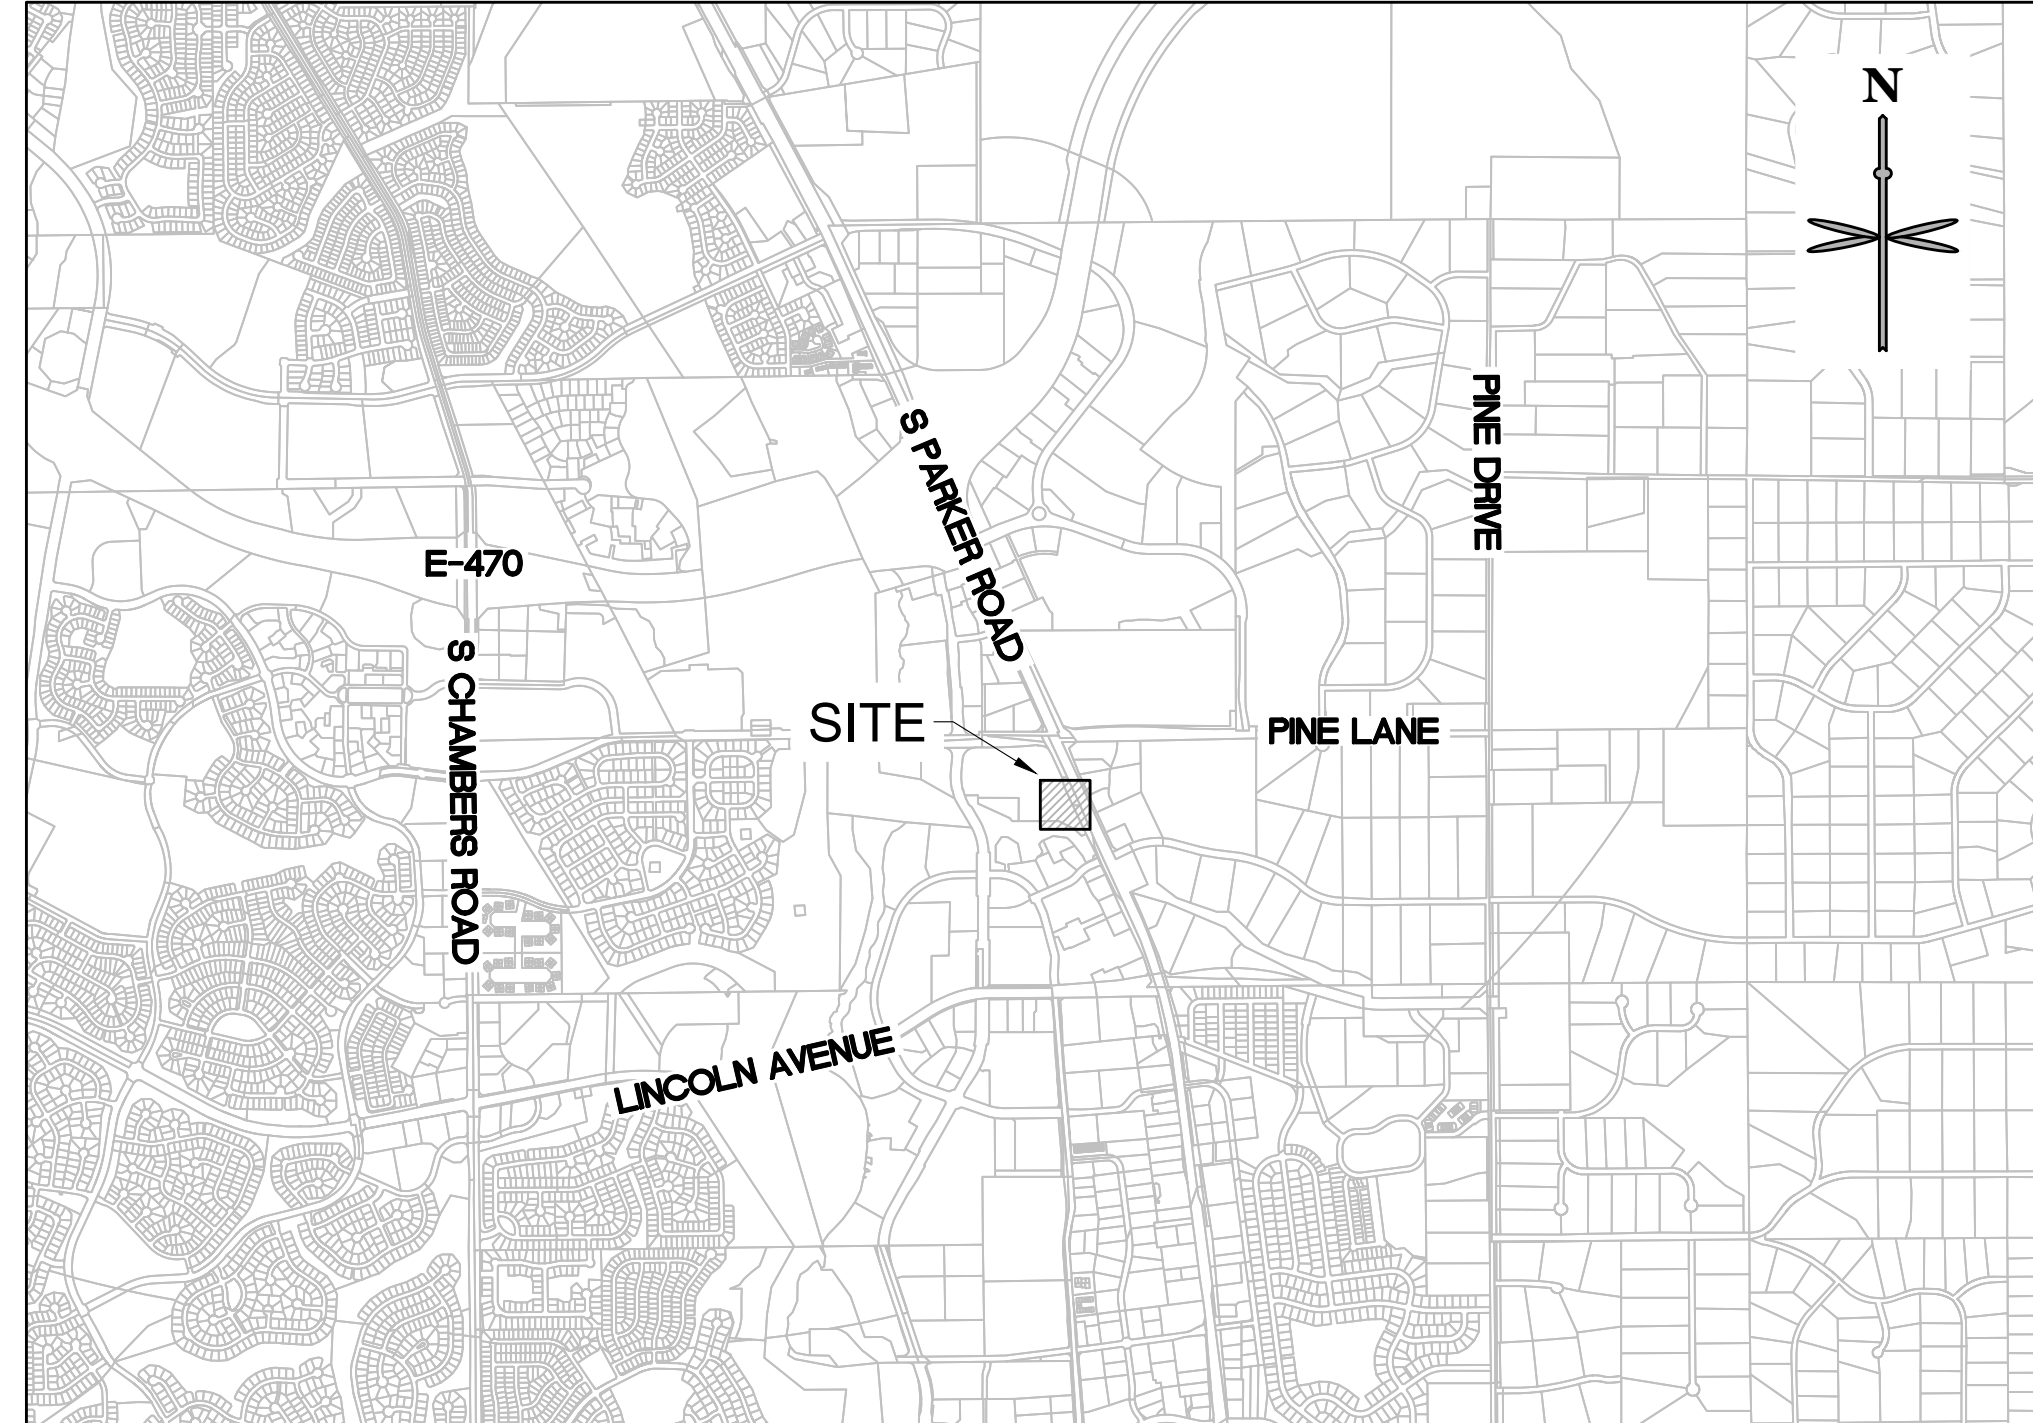 N
S PARKER ROAD
PINE DRIVE
E-470
S CHAMBERS ROAD
SITE
PINE LANE
LINCOLN AVENUE